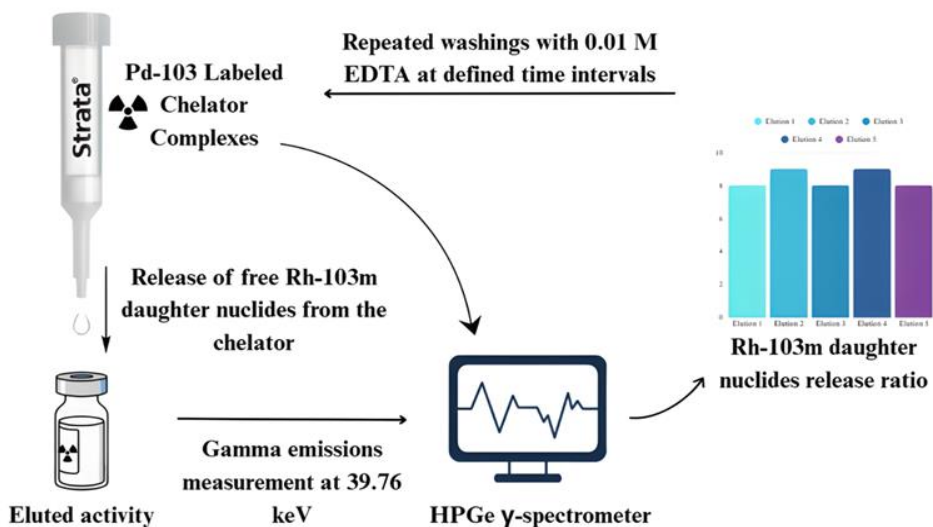 Strata®
Pd-103 Labeled
Chelator
Complexes
Repeated washings with 0.01 M
EDTA at defined time intervals
Elution 1 Elution 2 Elution 3
Elution 4 Elution 5
10
8
6
4
2
0
Elution 1 Elution 2 Elution 3 Elution 4 Elution 5
Rh-103m daughter
nuclides release ratio
Release of free Rh-103m
daughter nuclides from the
chelator
Gamma emissions
measurement at 39.76
keV
Eluted activity
HPGe γ-spectrometer